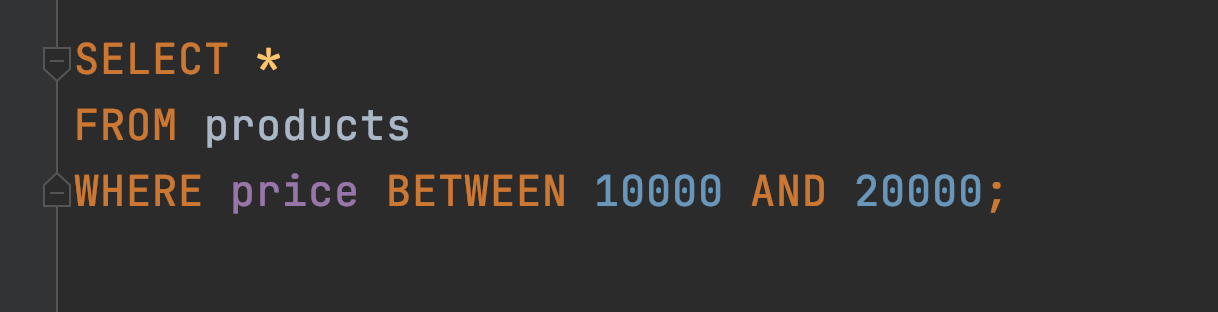 SELECT *
FROM products
WHERE price BETWEEN 10000 AND 20000;